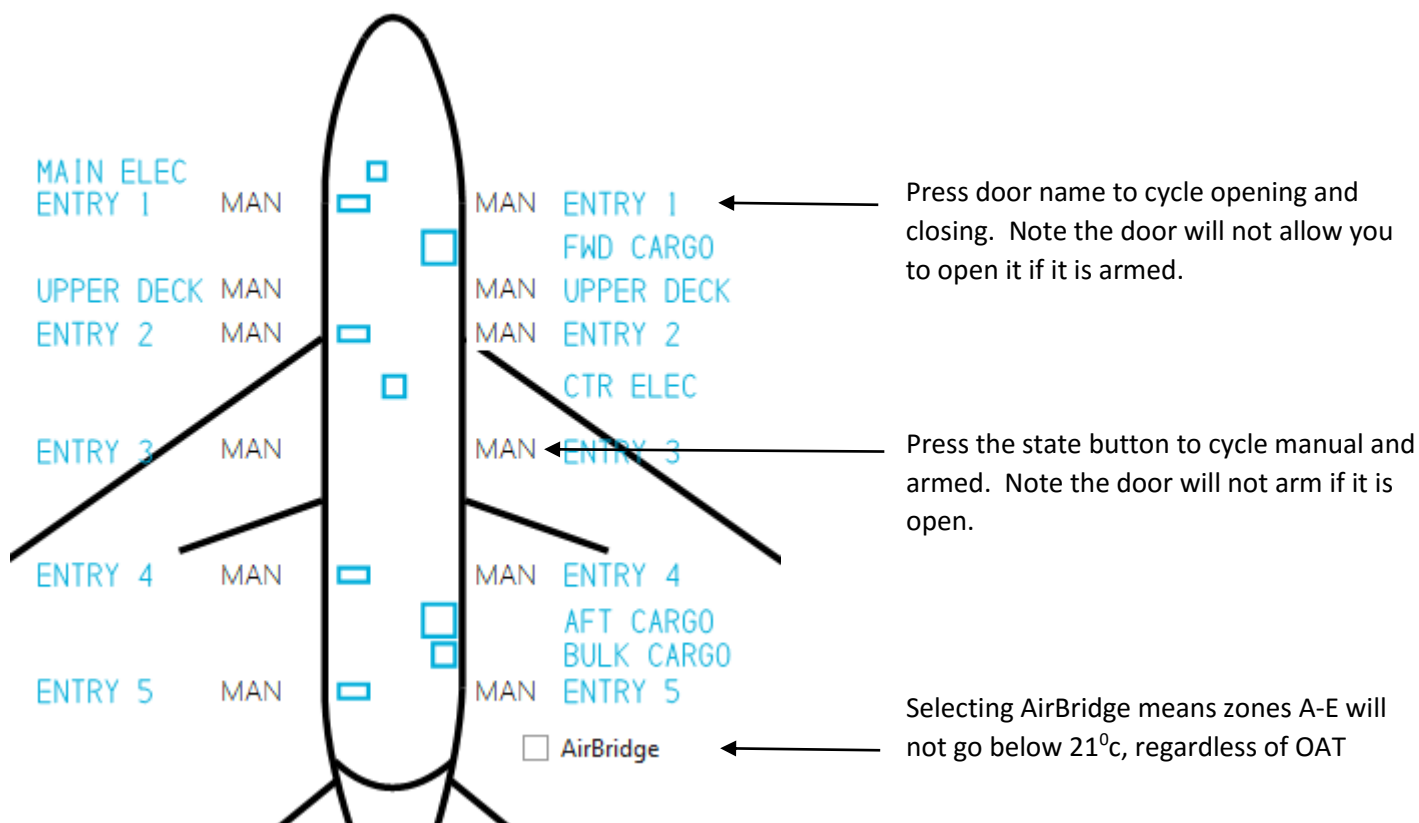 MAIN ELEC
ENTRY 1 MAN MAN ENTRY 1
FWD CARGO
UPPER DECK MAN MAN UPPER DECK
ENTRY 2 MAN MAN ENTRY 2
CTR ELEC
ENTRY 3 MAN MAN ENTRY 3
ENTRY 4 MAN MAN ENTRY 4
AFT CARGO
BULK CARGO
ENTRY 5 MAN MAN ENTRY 5
AirBridge
Press door name to cycle opening and
closing. Note the door will not allow you
to open it if it is armed.
Press the state button to cycle manual and
armed. Note the door will not arm if it is
open.
Selecting AirBridge means zones A-E will
not go below 21⁰c, regardless of OAT